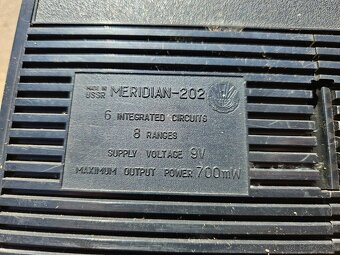 MADE IN
USSR MERIDIAN-202
6 INTEGRATED CIRCUITS
8 RANGES
SUPPLY VOLTAGE 9V
MAXIMUM OUTPUT POWER 700mW